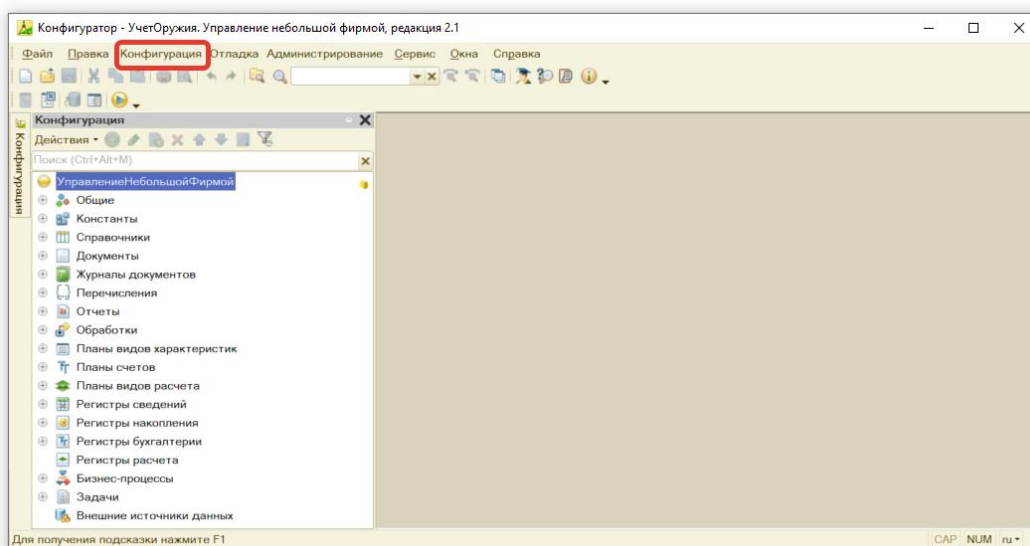 Конфигуратор - УчетОружия. Управление небольшой фирмой, редакция 2.1
Файл Правка Конфигурация Отладка Администрирование Сервис Окна Справка
Конфигурация
Конфигурация
Действия
Поиск (Ctrl+Alt+M)
УправлениеНебольшойФирмой
Общие
Константы
Справочники
Документы
Журналы документов
Перечисления
Отчеты
Обработки
Планы видов характеристик
Планы счетов
Планы видов расчета
Регистры сведений
Регистры накопления
Регистры бухгалтерии
Регистры расчета
Бизнес-процессы
Задачи
Внешние источники данных
Для получения подсказки нажмите F1
CAP NUM ru